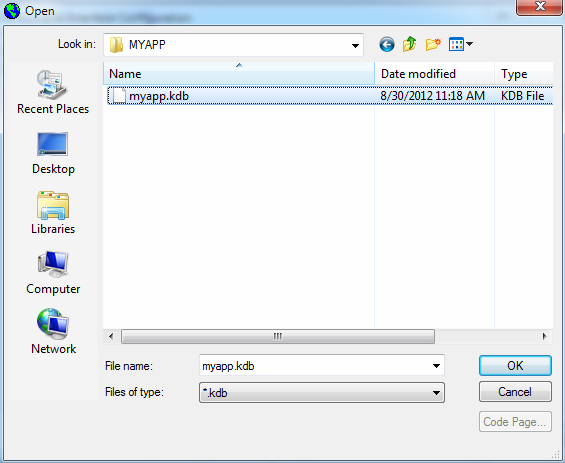 Open
Look in: MYAPP
Name Date modified Type
myapp.kdb 8/30/2012 11:18 AM KDB File
Recent Places
Desktop
Libraries
Computer
Network
File name: myapp.kdb OK
Files of type: *.kdb Cancel
Code Page...